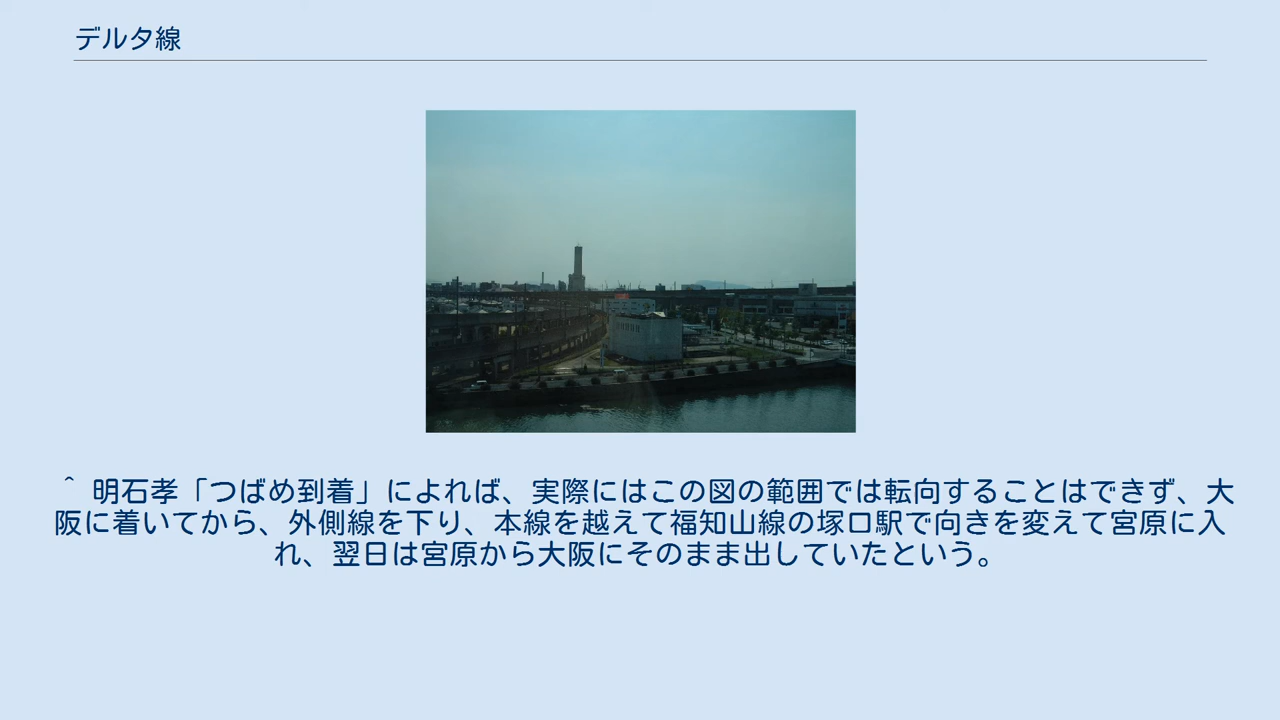 デルタ線
^ 明石孝「つばめ到着」によれば、実際にはこの図の範囲では転向することはできず、大
阪に着いてから、外側線を下り、本線を越えて福知山線の塚口駅で向きを変えて宮原に入
れ、翌日は宮原から大阪にそのまま出していたという。